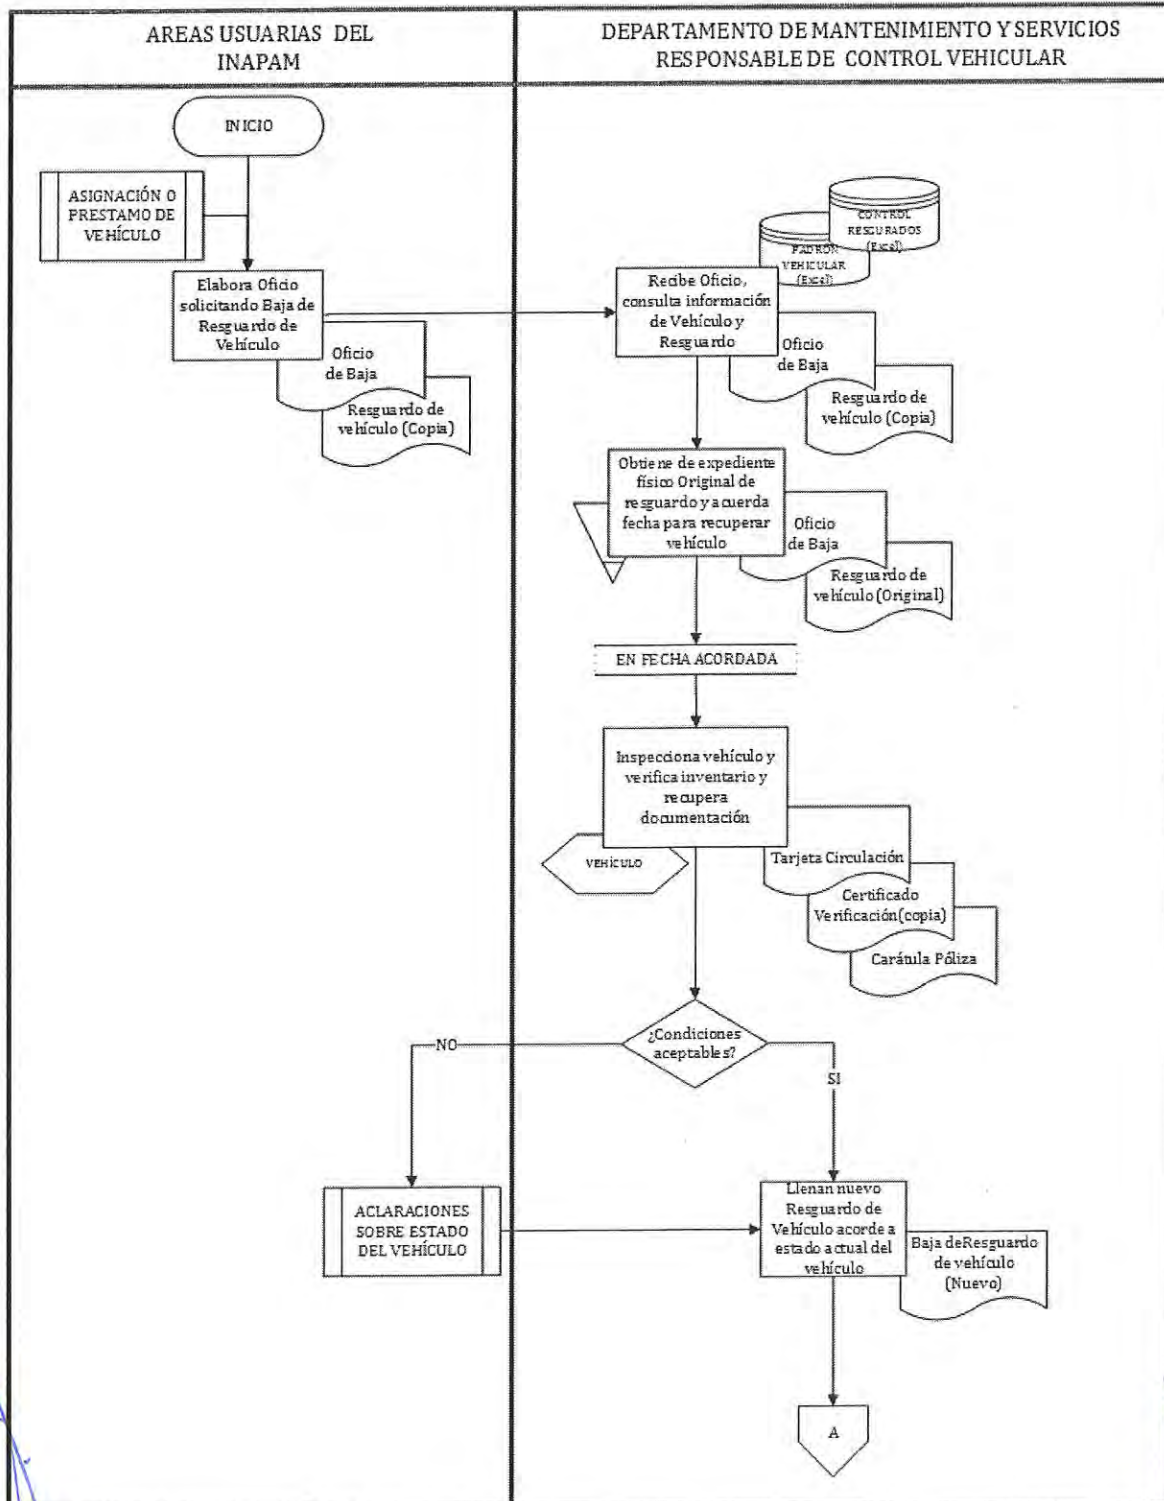 AREAS USUARIAS DEL
INAPAM
DEPARTAMENTO DE MANTENIMIENTO Y SERVICIOS
RESPONSABLE DE CONTROL VEHICULAR
INICIO
ASIGNACIÓN O
PRESTAMO DE
VEHÍCULO
Elabora Oficio
solicitando Baja de
Resguardo de
Vehículo
Oficio
de Baja
Resguardo de
vehículo (Copia)
CONTROL
RESGURADOS
(Excel)
PADRÓN
VEHICULAR
(Excel)
Recibe Oficio,
consulta información
de Vehículo y
Resguardo
Oficio
de Baja
Resguardo de
vehículo (Copia)
Obtiene de expediente
físico Original de
resguardo y acuerda
fecha para recuperar
vehículo
Oficio
de Baja
Resguardo de
vehículo (Original)
EN FECHA ACORDADA
Inspecciona vehículo y
verifica inventario y
recupera
documentación
VEHÍCULO
Tarjeta Circulación
Certificado
Verificación(copia)
Carátula Póliza
¿Condiciones
aceptables?
NO
SI
ACLARACIONES
SOBRE ESTADO
DEL VEHÍCULO
Llenan nuevo
Resguardo de
Vehículo acorde a
estado actual del
vehículo
Baja deResguardo
de vehículo
(Nuevo)
A